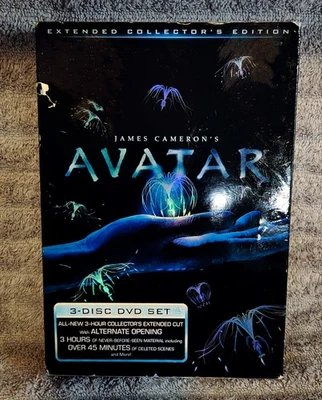 EXTENDED COLLECTOR'S EDITION
JAMES CAMERON'S
AVATAR
3-DISC DVD SET
ALL-NEW 3-HOUR COLLECTOR'S EXTENDED CUT
With ALTERNATE OPENING
3 HOURS OF NEVER-BEFORE-SEEN MATERIAL including
OVER 45 MINUTES OF DELETED SCENES
and More!